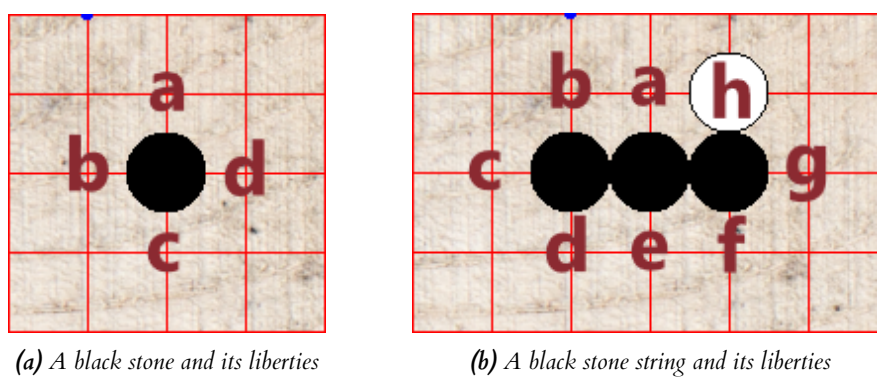 a
b d
c
b a h
c g
d e f
(a) A black stone and its liberties
(b) A black stone string and its liberties